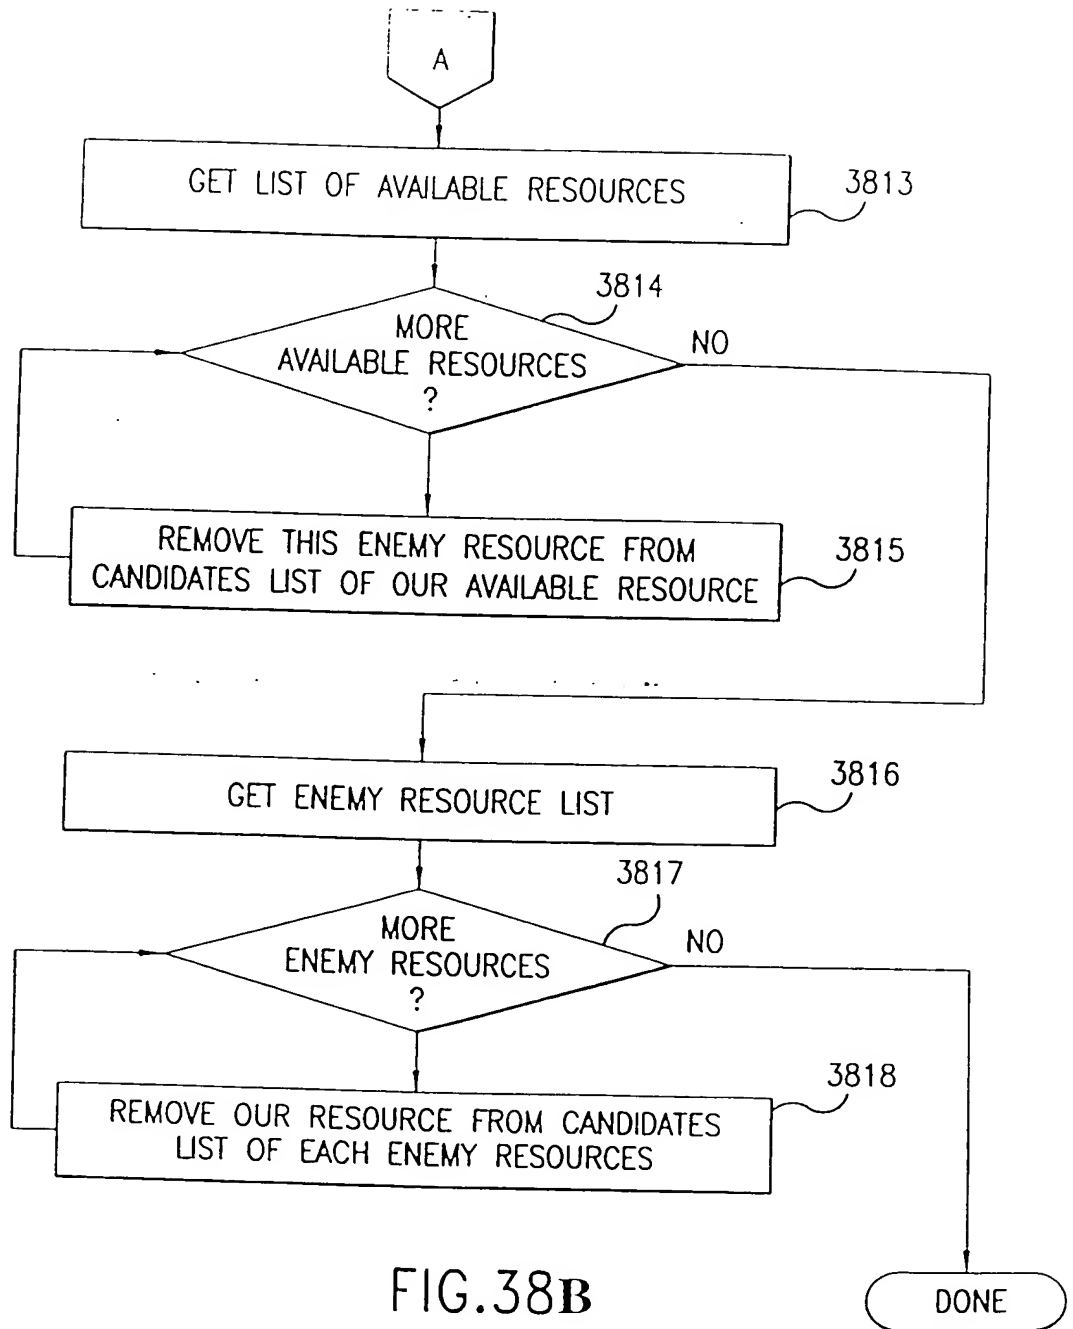 A
GET LIST OF AVAILABLE RESOURCES
3813
3814
MORE
AVAILABLE RESOURCES
?
NO
REMOVE THIS ENEMY RESOURCE FROM
CANDIDATES LIST OF OUR AVAILABLE RESOURCE
3815
GET ENEMY RESOURCE LIST
3816
3817
MORE
ENEMY RESOURCES
?
NO
3818
REMOVE OUR RESOURCE FROM CANDIDATES
LIST OF EACH ENEMY RESOURCES
FIG.38B
DONE